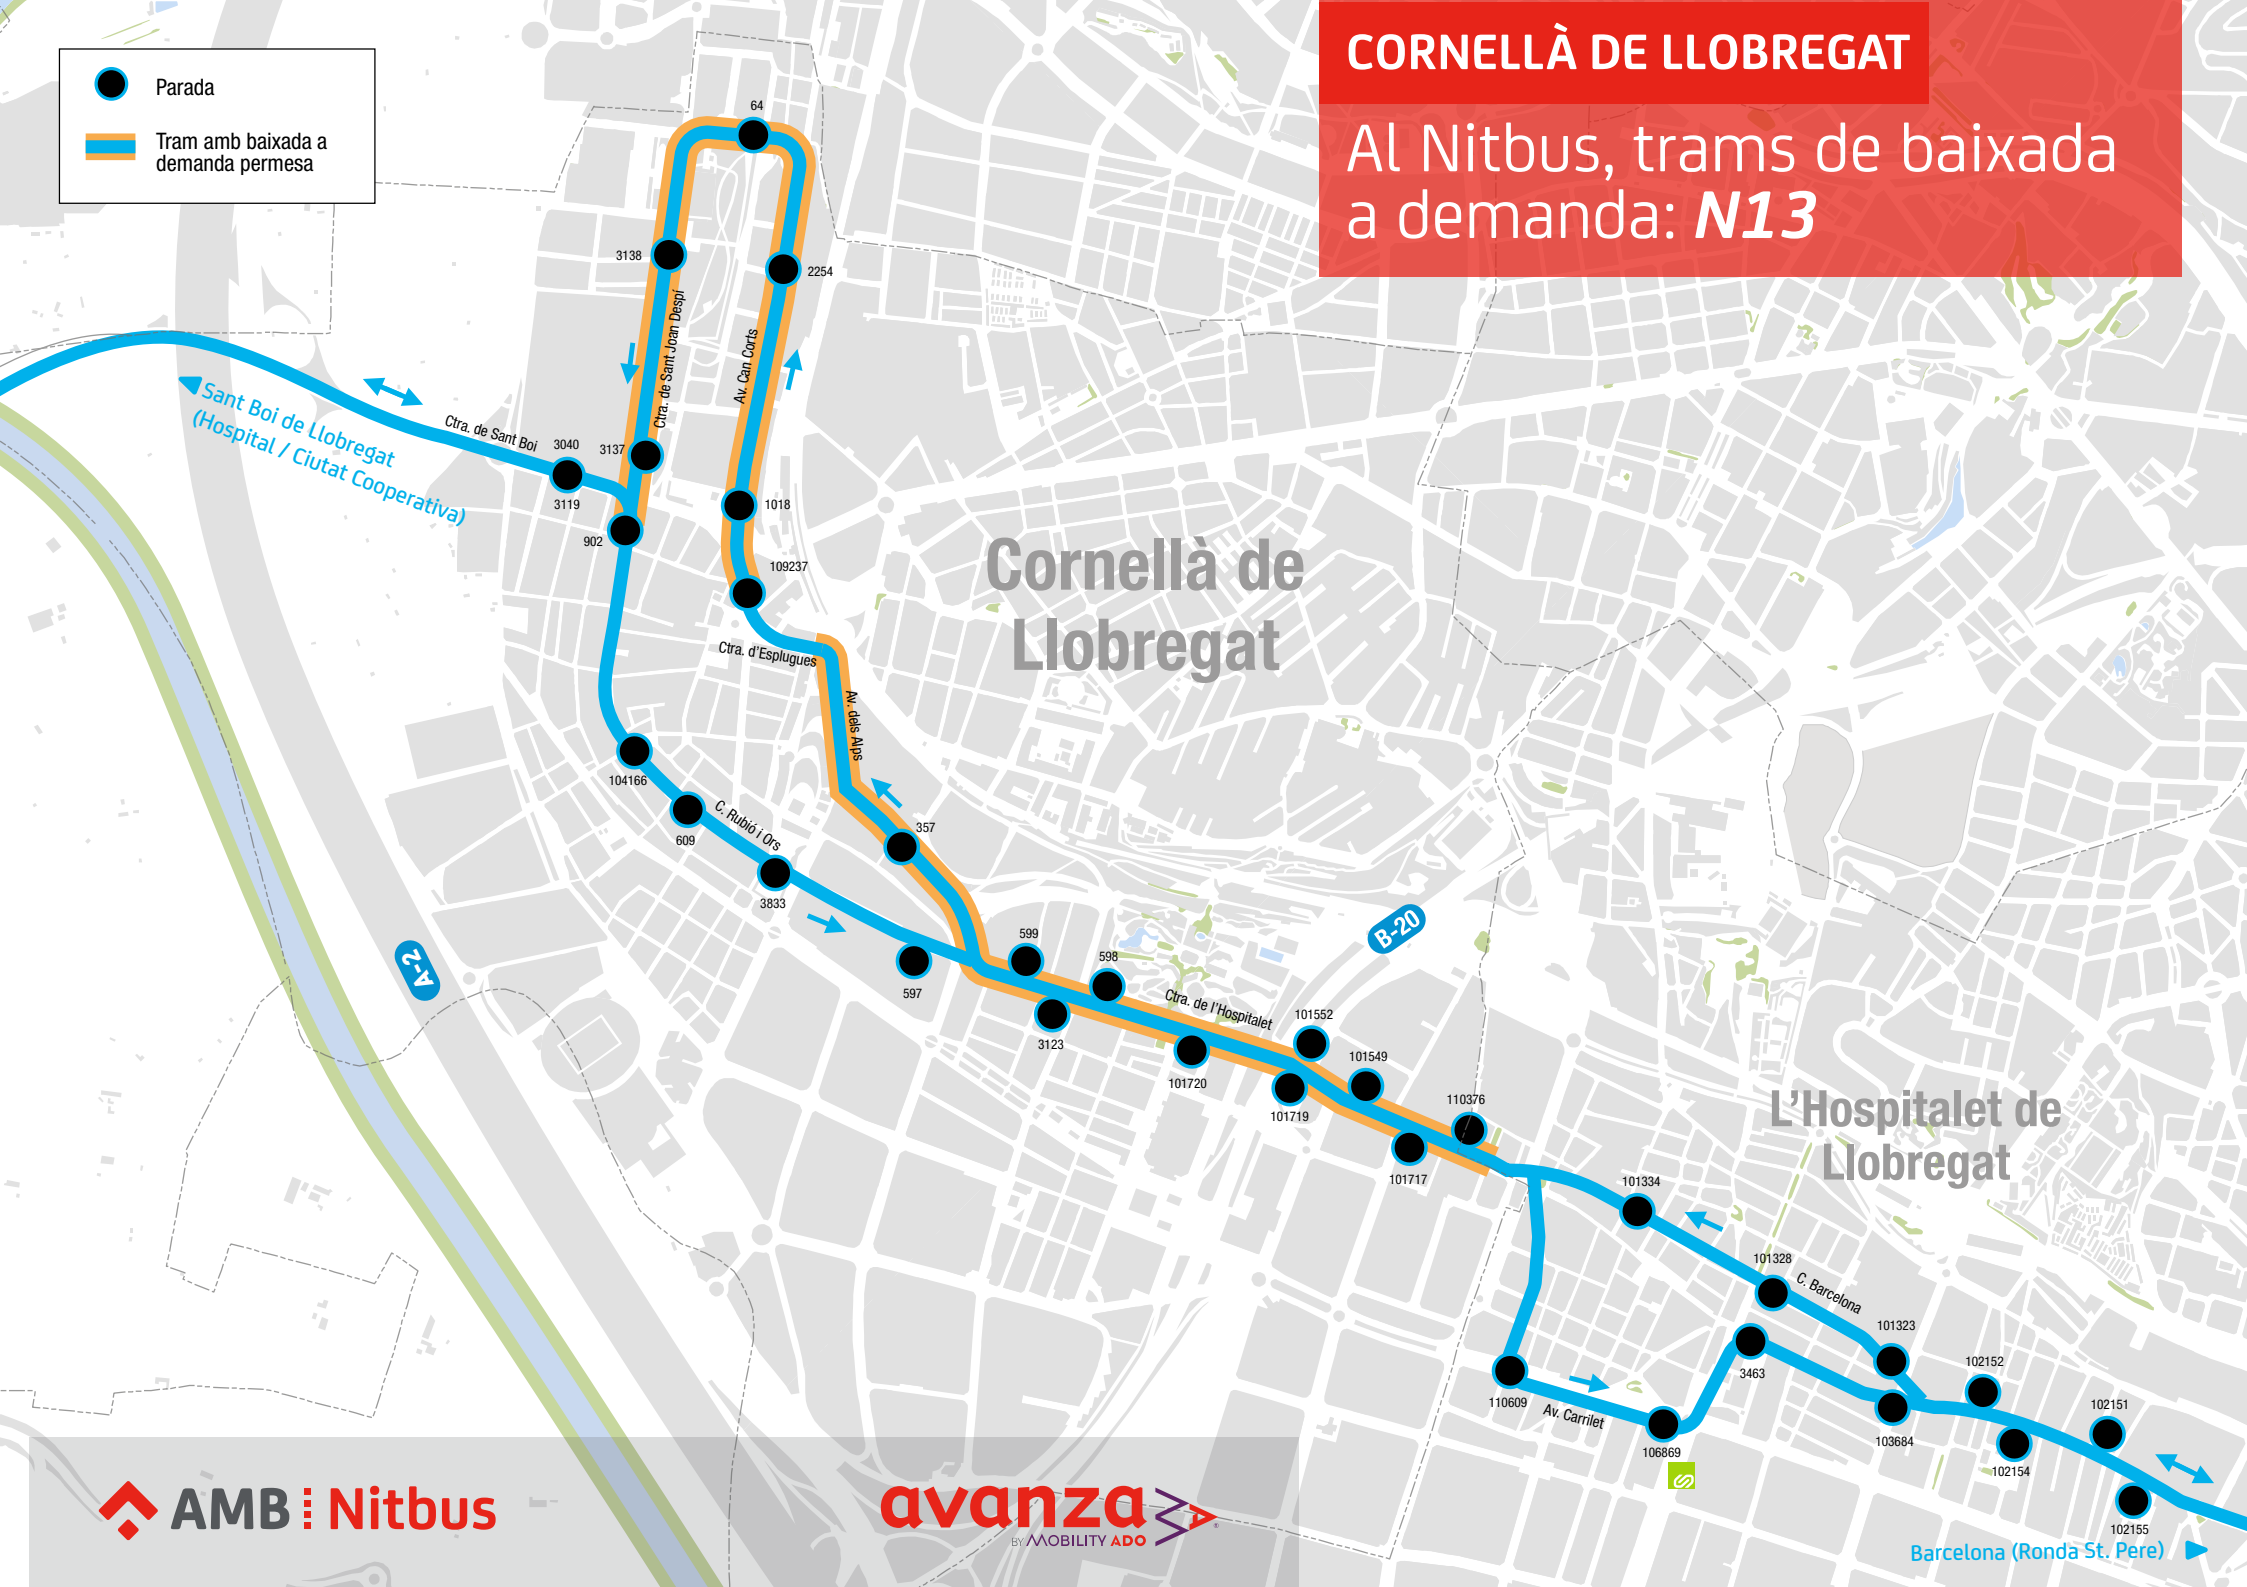 CORNELLÀ DE LLOBREGAT
Al Nitbus, trams de baixada
a demanda: N13
Parada
Tram amb baixada a
demanda permesa
64
3138
2254
Ctra. de Sant Joan Despí
Av. Can Corts
Sant Boi de Llobregat
(Hospital / Ciutat Cooperativa)
Ctra. de Sant Boi
3040
3119
3137
902
1018
109237
Ctra. d'Esplugues
Av. dels Alps
Cornellà de
Llobregat
104166
609
C. Rubió i Ors
3833
357
597
599
598
3123
A-2
B-20
Ctra. de l'Hospitalet
101720
101552
101719
101549
101717
110376
L'Hospitalet de
Llobregat
101334
101328
C. Barcelona
101323
3463
110609
Av. Carrilet
106869
103684
102152
102154
102151
102155
Barcelona (Ronda St. Pere)
AMB Nitbus
avanza
BY MOBILITY ADO